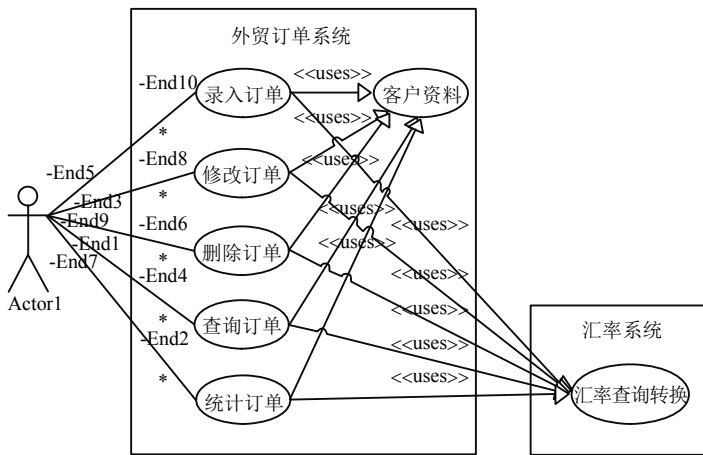 外贸订单系统
-End10
录入订单
<<uses>>
客户资料
*
<<uses>>
-End5
-End8
修改订单
<<uses>>
-End3
*
-End9
-End6
<<uses>>
<<uses>>
-End1
删除订单
<<uses>>
-End7
*
-End4
Actor1
<<uses>>
*
查询订单
汇率系统
-End2
<<uses>>
<<uses>>
*
统计订单
汇率查询转换